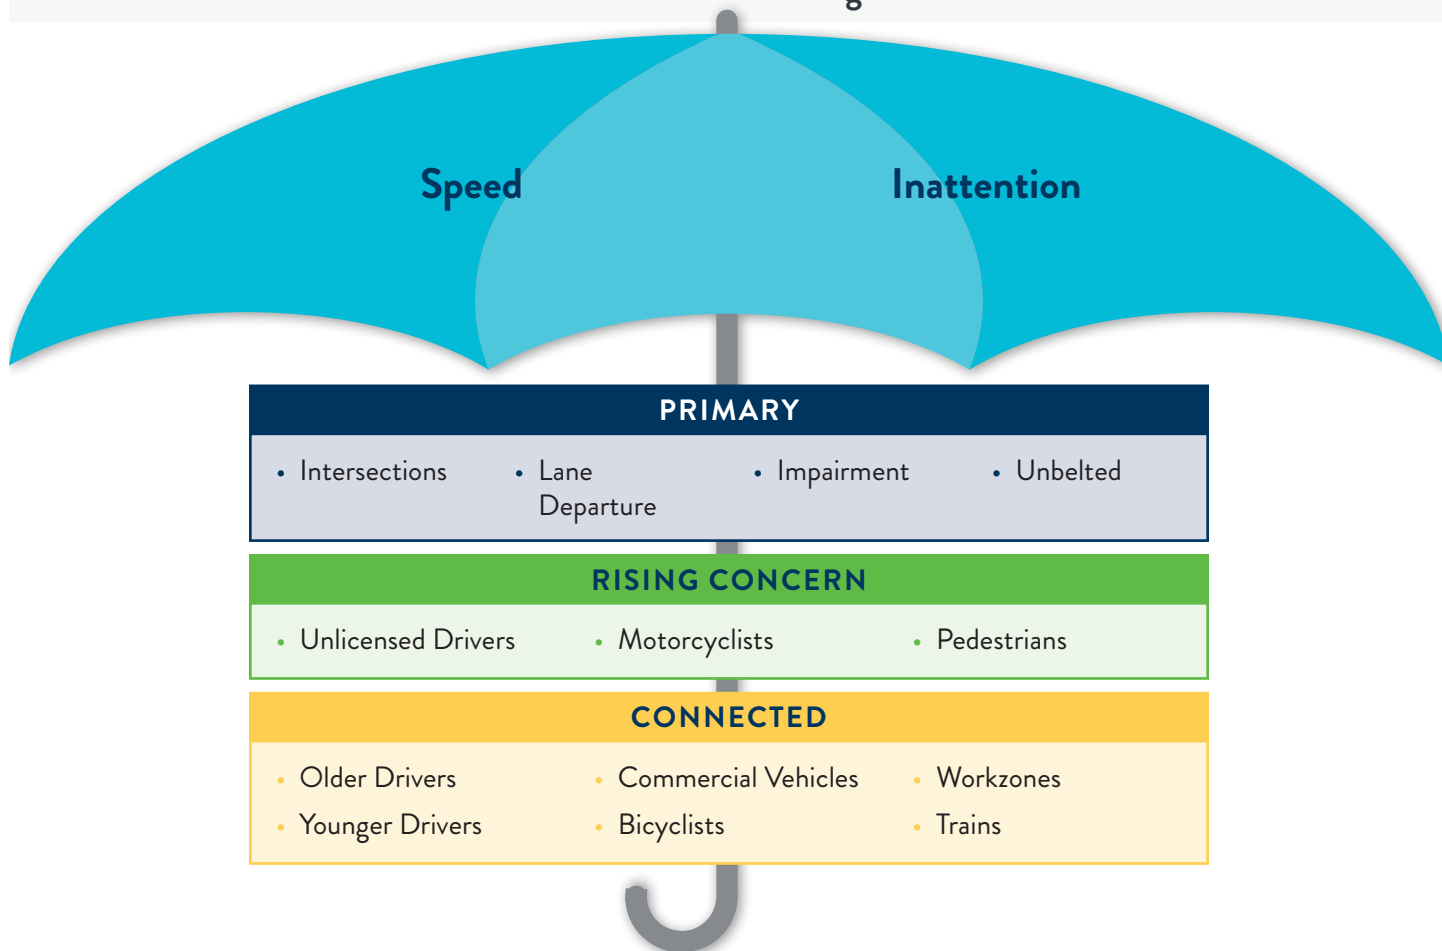 Speed
Inattention
PRIMARY
• Intersections
• Lane
Departure
• Impairment
• Unbelted
RISING CONCERN
• Unlicensed Drivers
• Motorcyclists
• Pedestrians
CONNECTED
• Older Drivers
• Commercial Vehicles
• Workzones
• Younger Drivers
• Bicyclists
• Trains